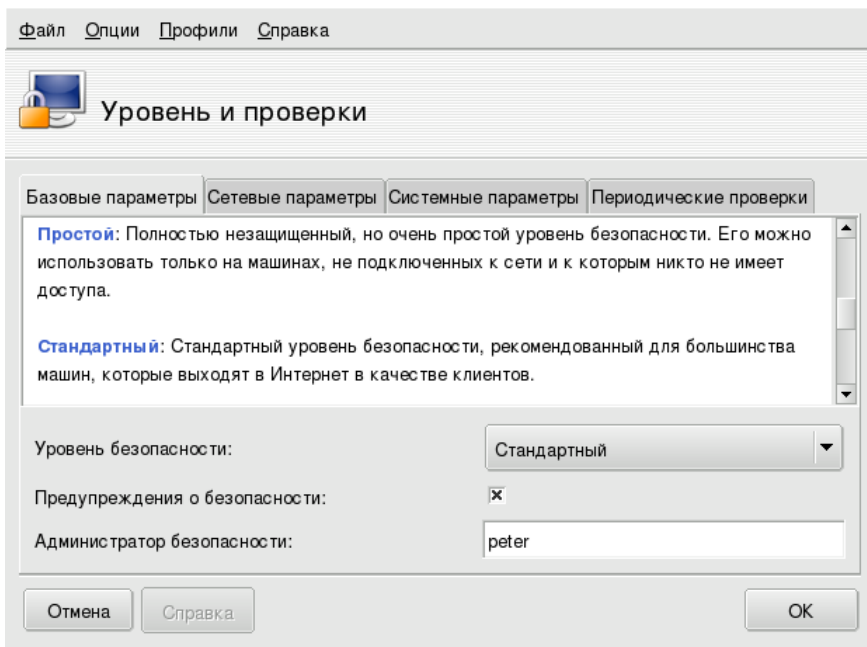 Файл Опции Профили Справка
Уровень и проверки
Базовые параметры Сетевые параметры Системные параметры Периодические проверки
Простой: Полностью незащищенный, но очень простой уровень безопасности. Его можно
использовать только на машинах, не подключенных к сети и к которым никто не имеет
доступа.
Стандартный: Стандартный уровень безопасности, рекомендованный для большинства
машин, которые выходят в Интернет в качестве клиентов.
Уровень безопасности: Стандартный
Предупреждения о безопасности:
Администратор безопасности: peter
Отмена Справка OK